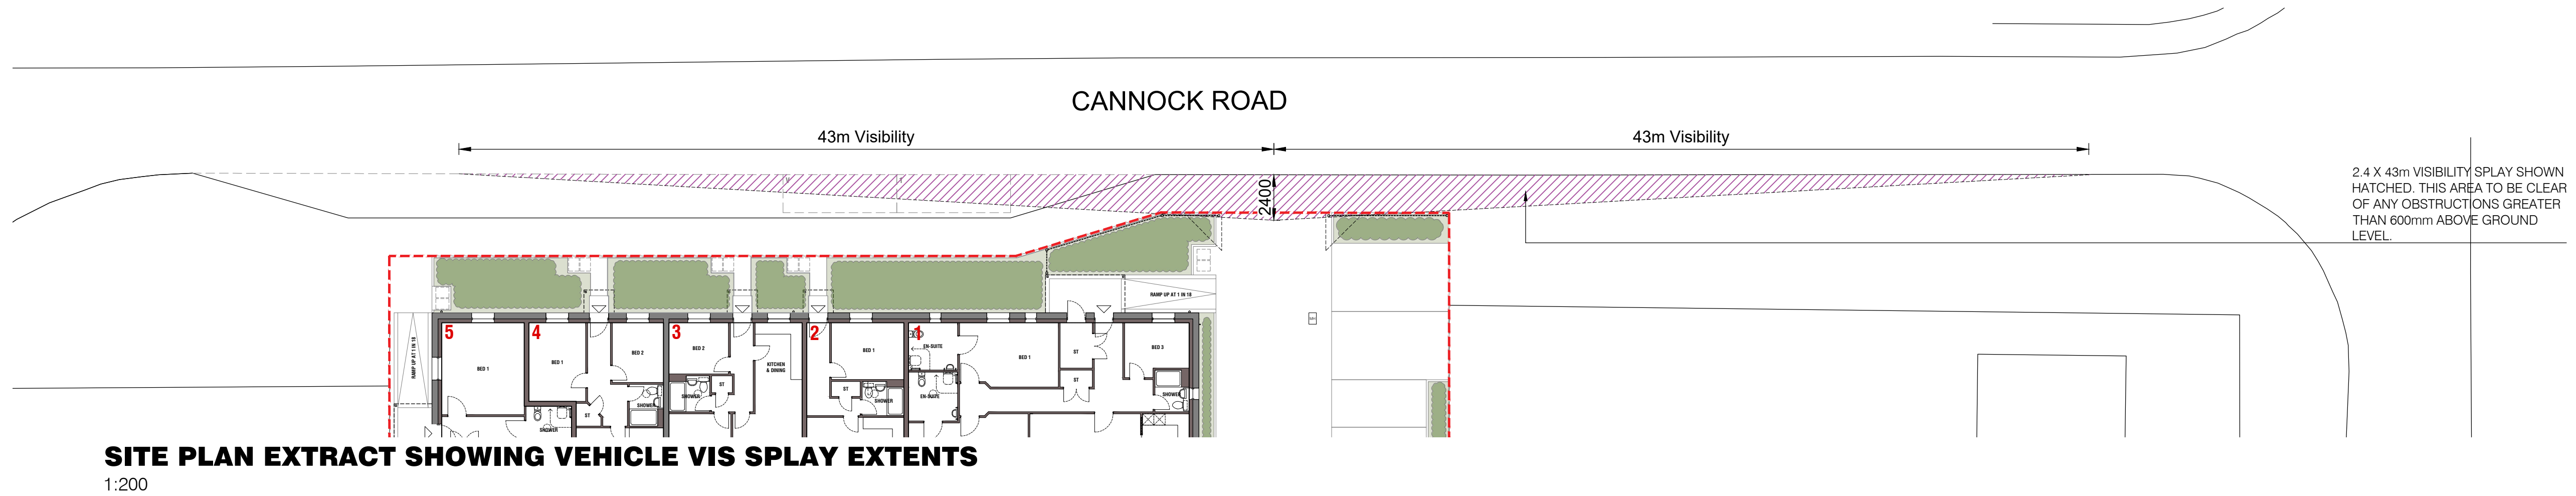 CANNOCK ROAD
43m Visibility
43m Visibility
2400
2.4 X 43m VISIBILITY SPLAY SHOWN
HATCHED. THIS AREA TO BE CLEAR
OF ANY OBSTRUCTIONS GREATER
THAN 600mm ABOVE GROUND
LEVEL.
RAMP UP AT 1 IN 18
RAMP UP AT 1 IN 18
5
BED 1
SHOWER
4
BED 1
BED 2
ST
SHOWER
3
BED 2
SHOWER
ST
KITCHEN
& DINING
2
BED 1
ST
SHOWER
1
EN-SUITE
EN-SUITE
BED 1
ST
ST
BED 3
SHOWER
MH
SITE PLAN EXTRACT SHOWING VEHICLE VIS SPLAY EXTENTS
1:200